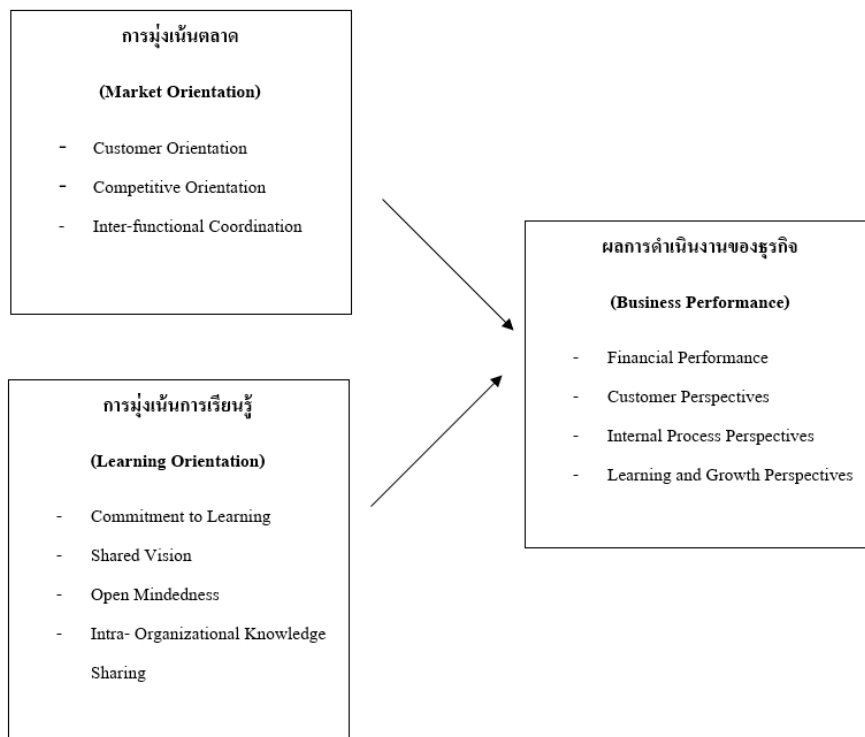 การมุ่งเน้นตลาด
(Market Orientation)
- Customer Orientation
- Competitive Orientation
- Inter-functional Coordination
ผลการดำเนินงานของธุรกิจ
(Business Performance)
- Financial Performance
- Customer Perspectives
- Internal Process Perspectives
- Learning and Growth Perspectives
การมุ่งเน้นการเรียนรู้
(Learning Orientation)
- Commitment to Learning
- Shared Vision
- Open Mindedness
- Intra- Organizational Knowledge
Sharing